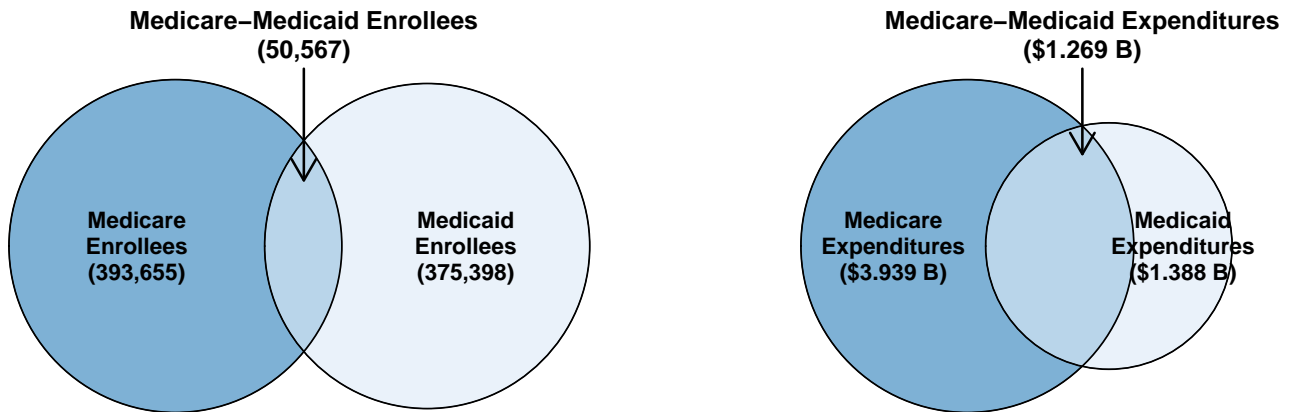 Medicare−Medicaid Enrollees
(50,567)
Medicare
Enrollees
(393,655)
Medicaid
Enrollees
(375,398)
Medicare−Medicaid Expenditures
($1.269 B)
Medicare
Expenditures
($3.939 B)
Medicaid
Expenditures
($1.388 B)